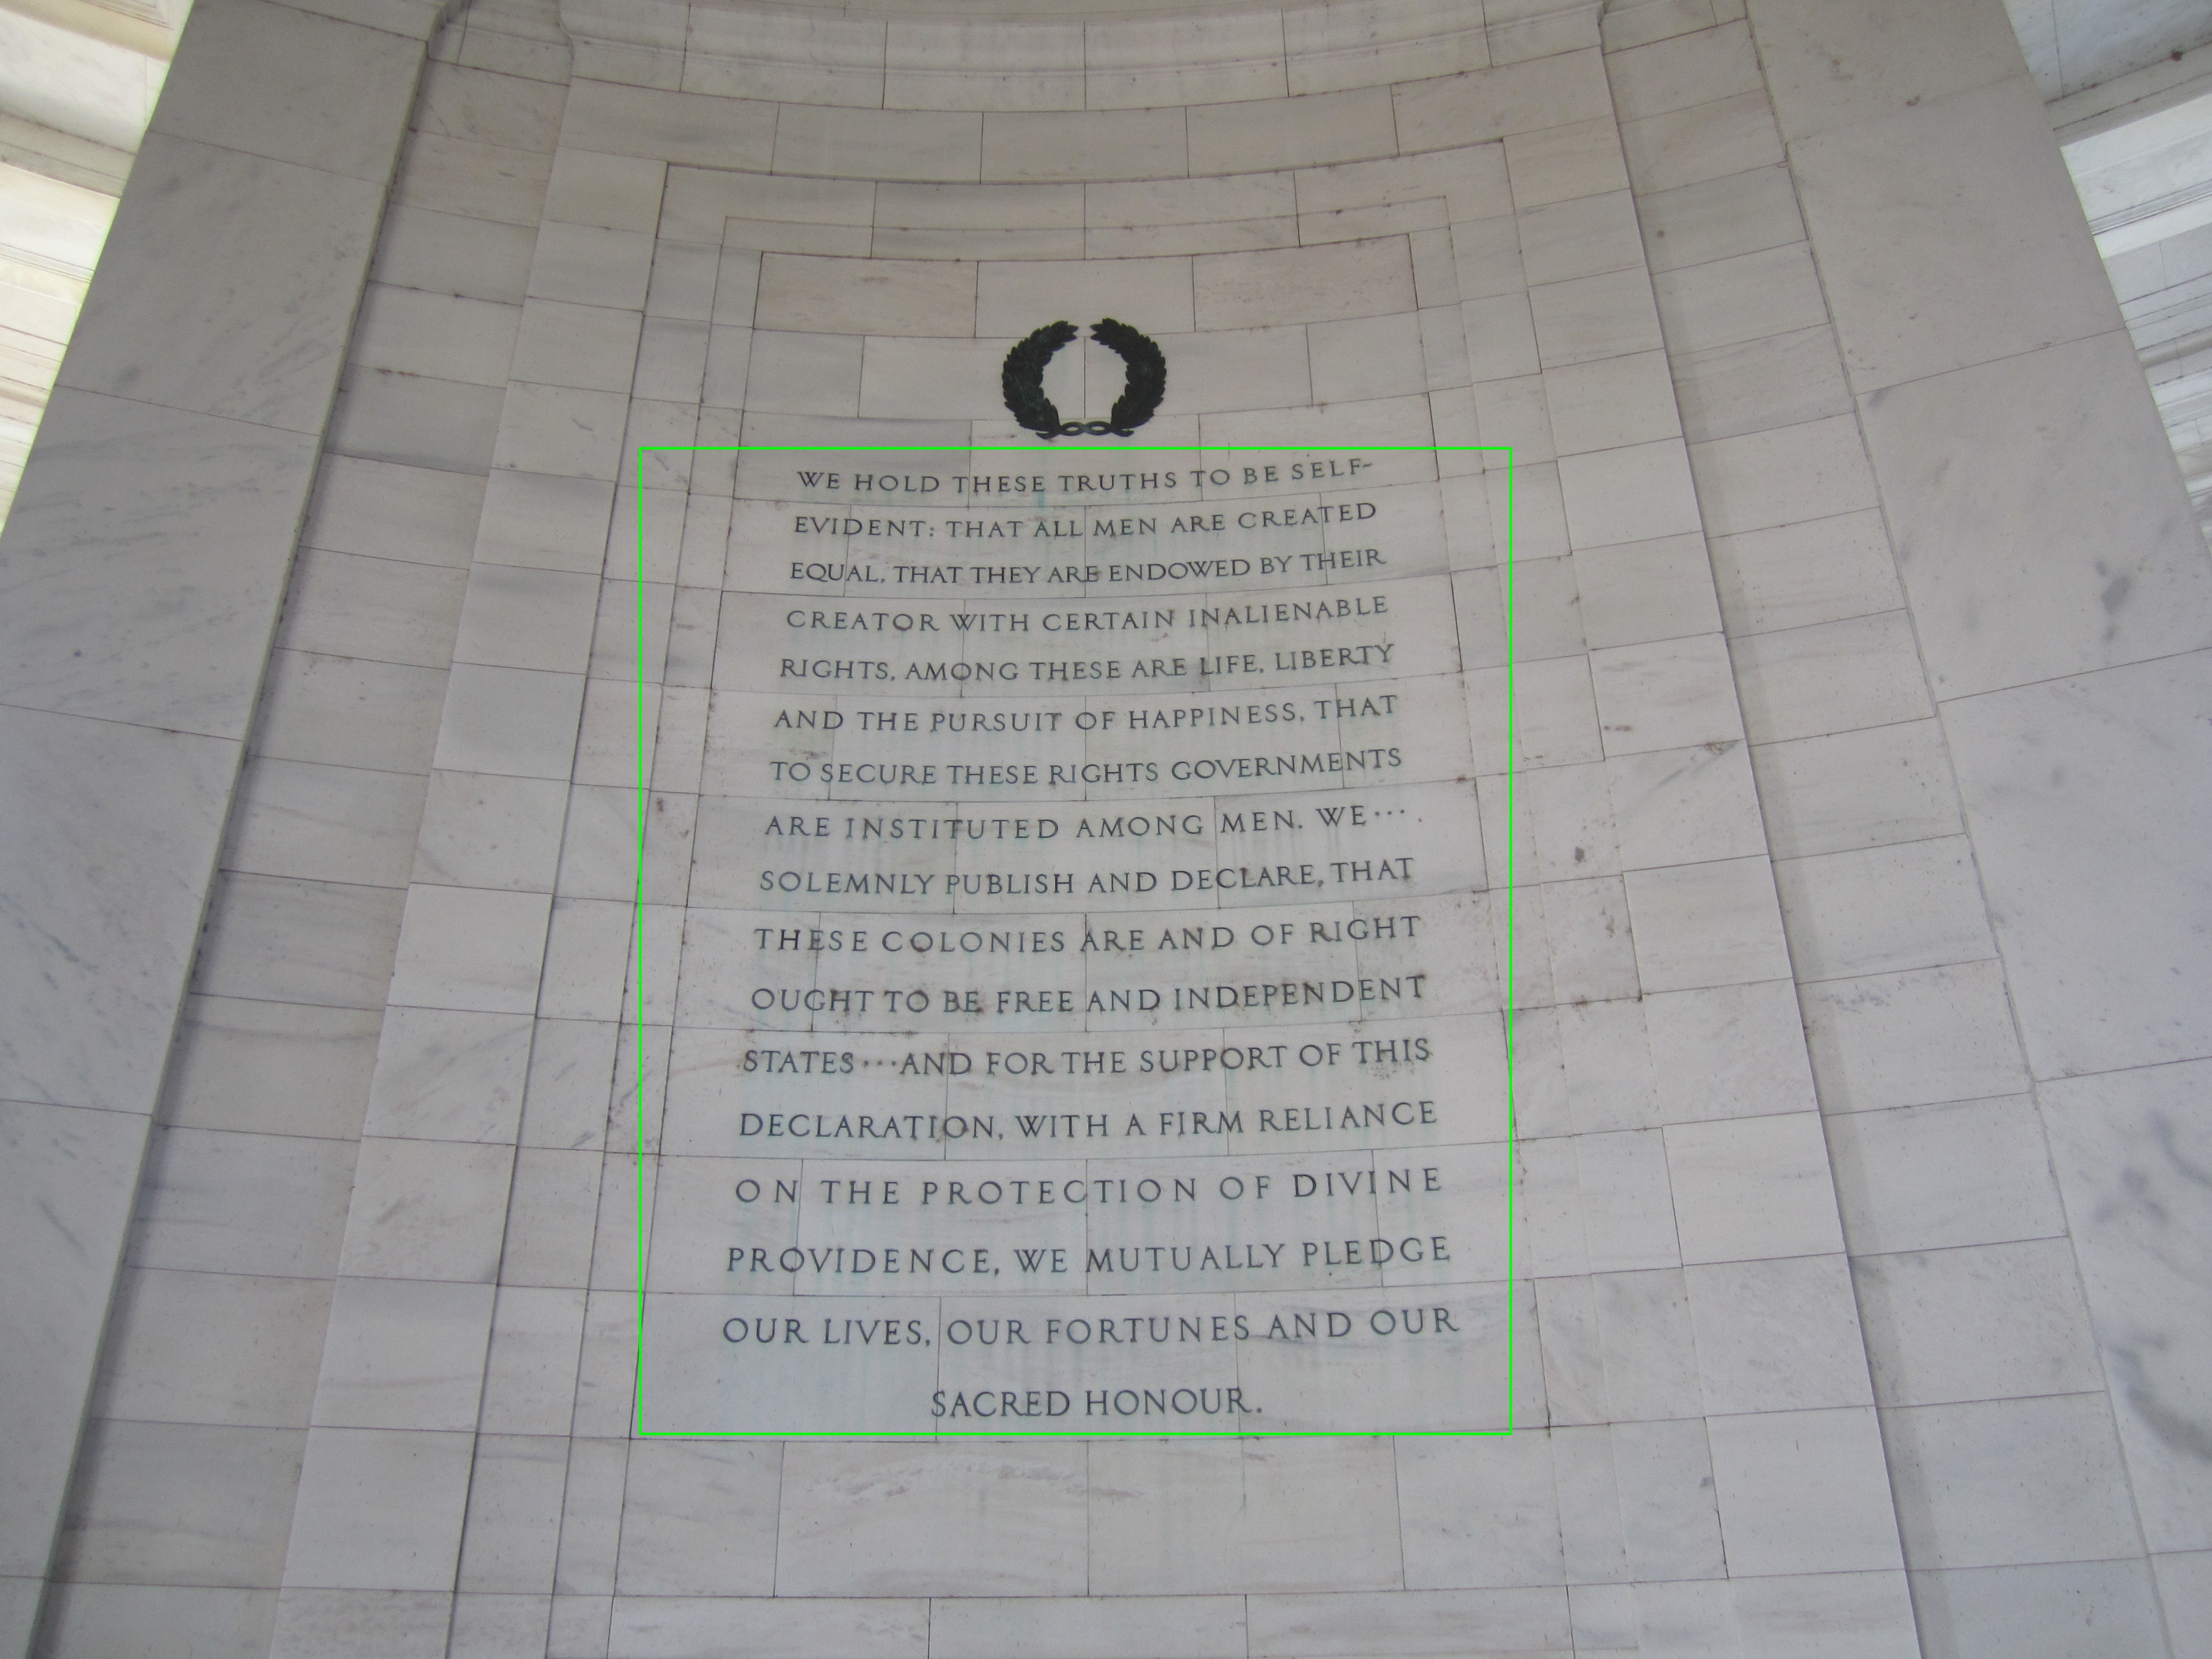 WE HOLD THESE TRUTHS TO BE SELF-
EVIDENT: THAT ALL MEN ARE CREATED
EQUAL, THAT THEY ARE ENDOWED BY THEIR
CREATOR WITH CERTAIN INALIENABLE
RIGHTS, AMONG THESE ARE LIFE, LIBERTY
AND THE PURSUIT OF HAPPINESS, THAT
TO SECURE THESE RIGHTS GOVERNMENTS
ARE INSTITUTED AMONG MEN. WE··· .
SOLEMNLY PUBLISH AND DECLARE, THAT
THESE COLONIES ARE AND OF RIGHT
OUGHT TO BE FREE AND INDEPENDENT
STATES···AND FOR THE SUPPORT OF THIS
DECLARATION, WITH A FIRM RELIANCE
ON THE PROTECTION OF DIVINE
PROVIDENCE, WE MUTUALLY PLEDGE
OUR LIVES, OUR FORTUNES AND OUR
SACRED HONOUR.